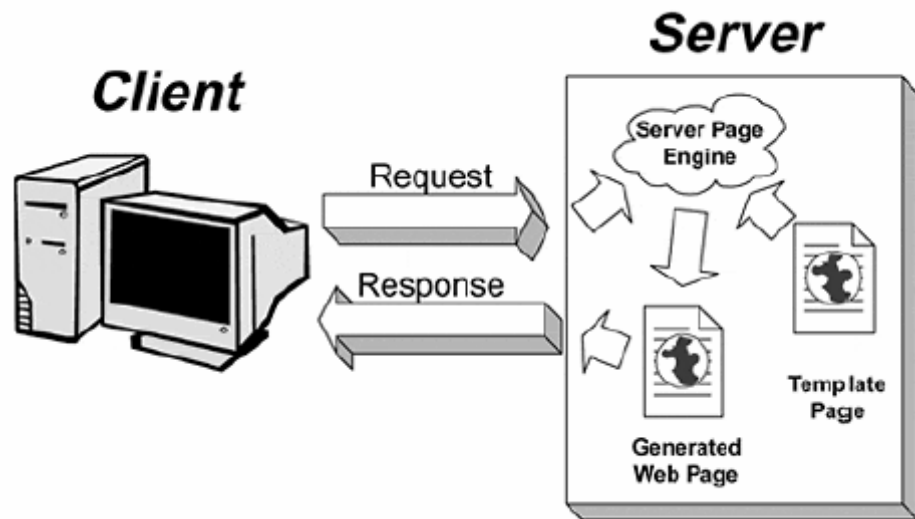 Server
Client
Server Page
Engine
Request
Response
Template
Page
Generated
Web Page